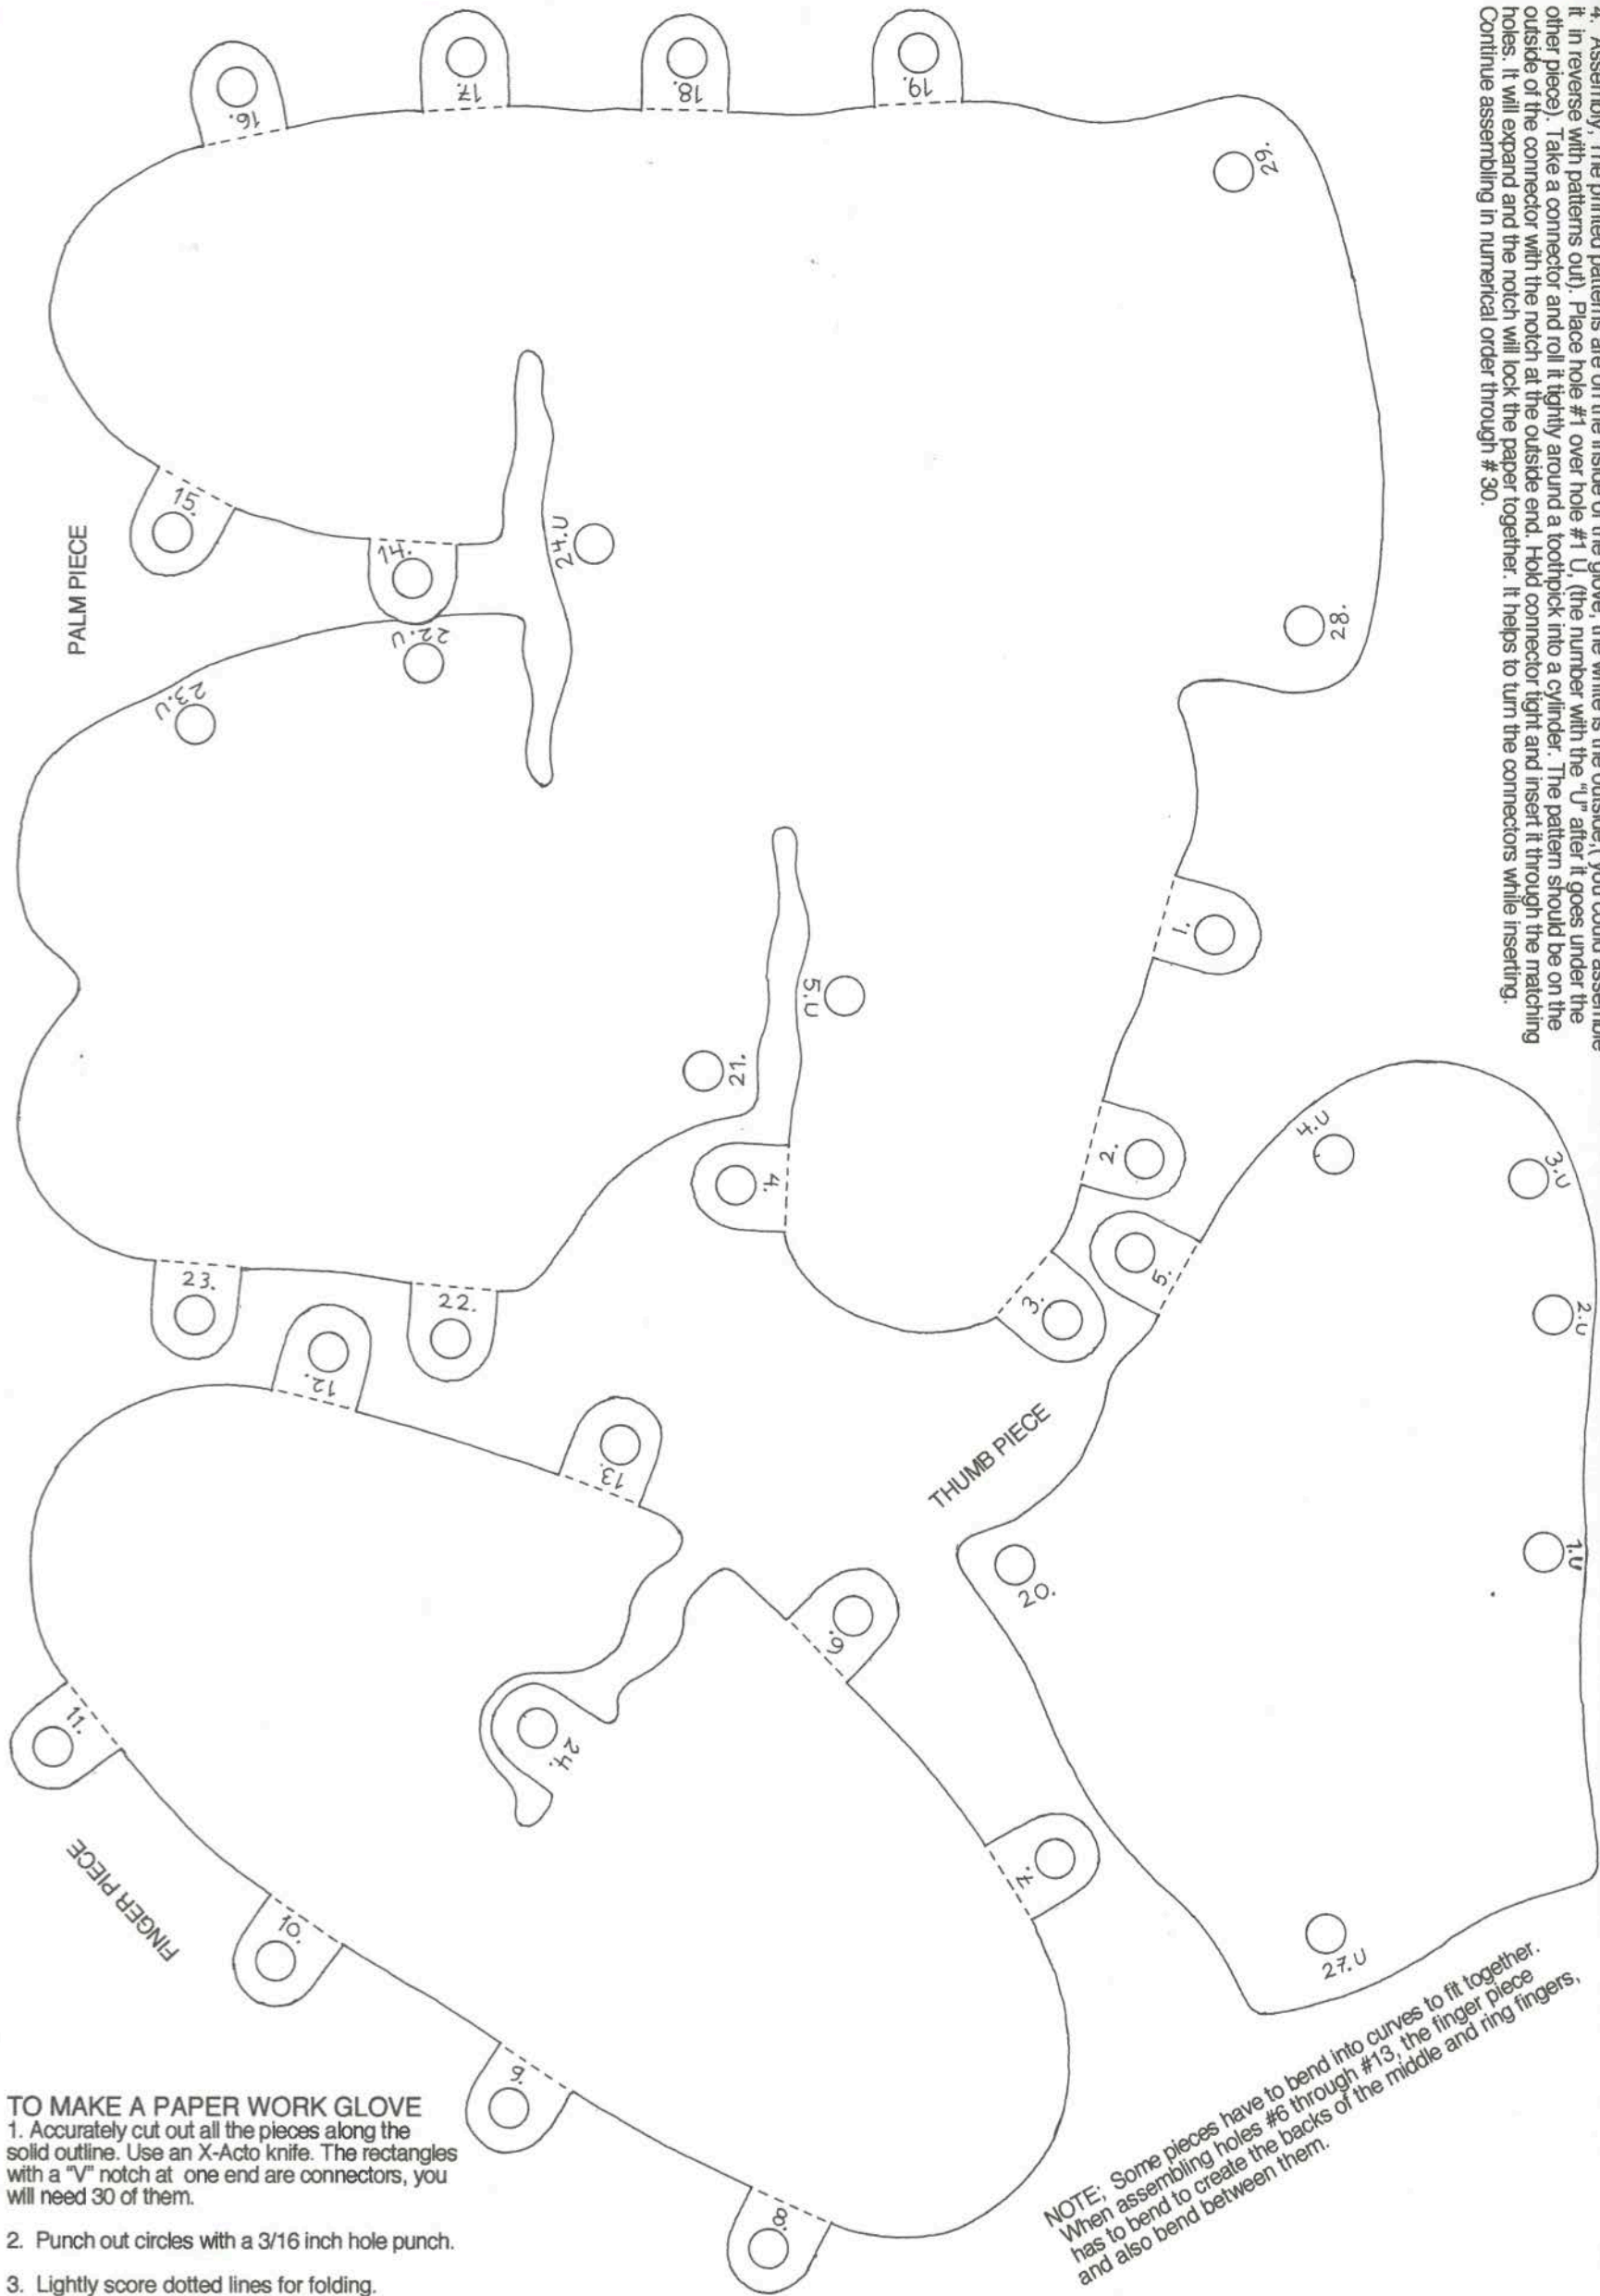 4. Assembly; The printed patterns are on the inside of the glove, the white is the outside,( you could assemble
it in reverse with patterns out). Place hole #1 over hole #1 U, (the number with the "U" after it goes under the
other piece). Take a connector and roll it tightly around a toothpick into a cylinder. The pattern should be on the
outside of the connector with the notch at the outside end. Hold connector tight and insert it through the matching
holes. It will expand and the notch will lock the paper together. It helps to turn the connectors while inserting.
Continue assembling in numerical order through # 30.
16.
17.
18.
19.
29.
15.
14.
24.U
28.
PALM PIECE
22.U
23.U
1.
5.U
21.
2.
4.
3.
5.
4.U
3.U
2.U
1.U
23.
22.
12.
13.
THUMB PIECE
20.
6.
11.
24.
7.
27.U
FINGER PIECE
10.
9.
8.
TO MAKE A PAPER WORK GLOVE
1. Accurately cut out all the pieces along the
solid outline. Use an X-Acto knife. The rectangles
with a "V" notch at one end are connectors, you
will need 30 of them.
2. Punch out circles with a 3/16 inch hole punch.
3. Lightly score dotted lines for folding.
NOTE; Some pieces have to bend into curves to fit together.
When assembling holes #6 through #13, the finger piece
has to bend to create the backs of the middle and ring fingers,
and also bend between them.